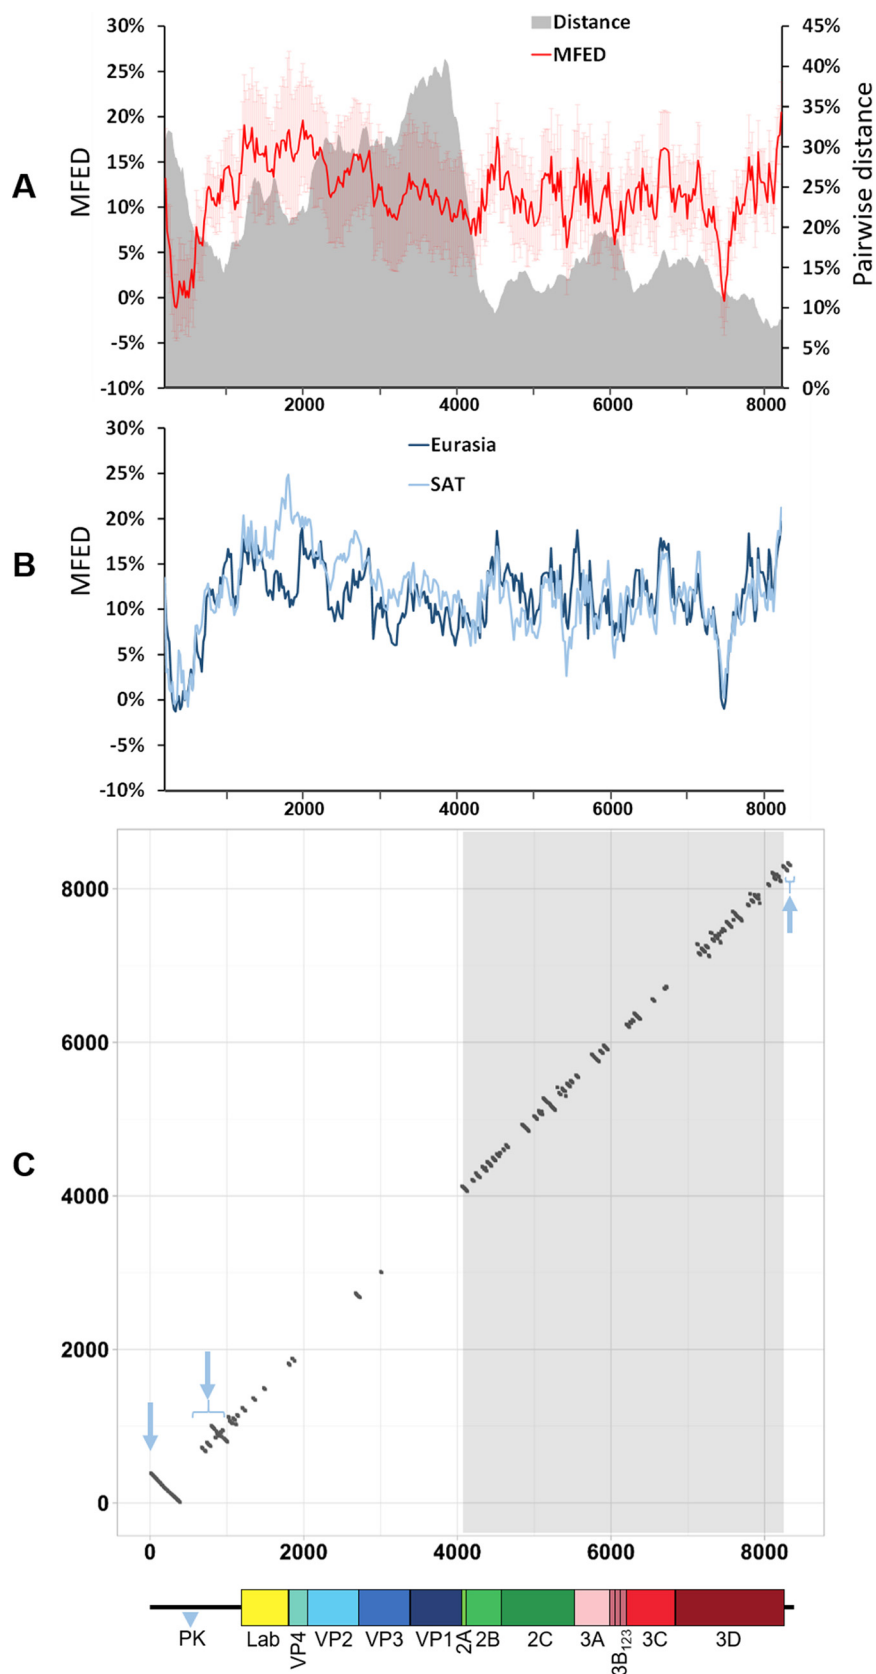 A
30%
25%
20%
15%
10%
5%
0%
-5%
-10%
MFED
Distance
MFED
45%
40%
35%
30%
25%
20%
15%
10%
5%
0%
Pairwise distance
2000 4000 6000 8000
B
30%
25%
20%
15%
10%
5%
0%
-5%
-10%
MFED
Eurasia
SAT
2000 4000 6000 8000
C
8000
6000
4000
2000
0
0 2000 4000 6000 8000
PK Lab VP4 VP2 VP3 VP1 2A 2B 2C 3A 3B123 3C 3D